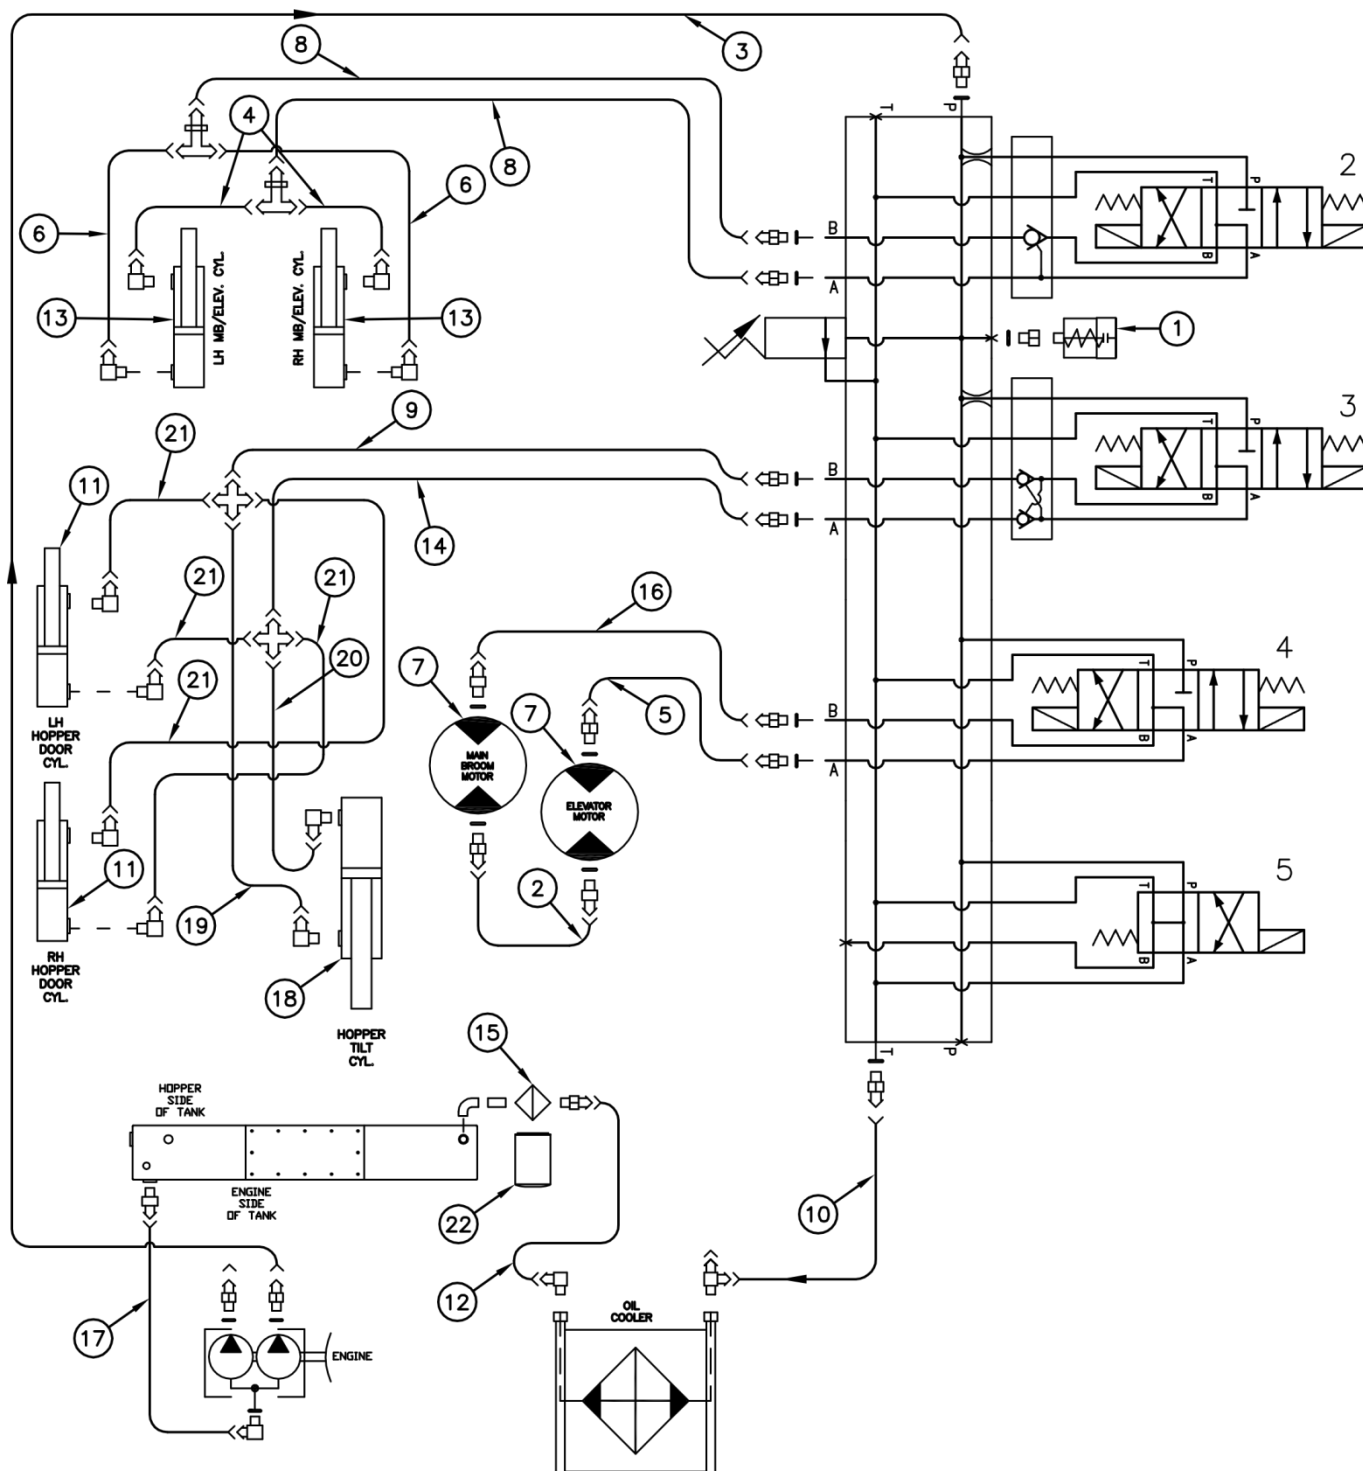 3
8
4
8
T
P
6
6
2
T
P
B
A
B
A
13
LH MB/ELEV. CYL.
RH MB/ELEV. CYL.
13
1
9
21
11
14
3
T
P
B
A
B
A
21
21
20
21
LH
HOPPER
DOOR
CYL.
16
7
7
5
MAIN
BROOM
MOTOR
ELEVATOR
MOTOR
4
T
P
B
A
B
A
11
19
2
RH
HOPPER
DOOR
CYL.
18
HOPPER
TILT
CYL.
5
T
P
B
A
T
P
15
HOPPER
SIDE
OF TANK
ENGINE
SIDE
OF TANK
22
10
12
17
ENGINE
OIL
COOLER